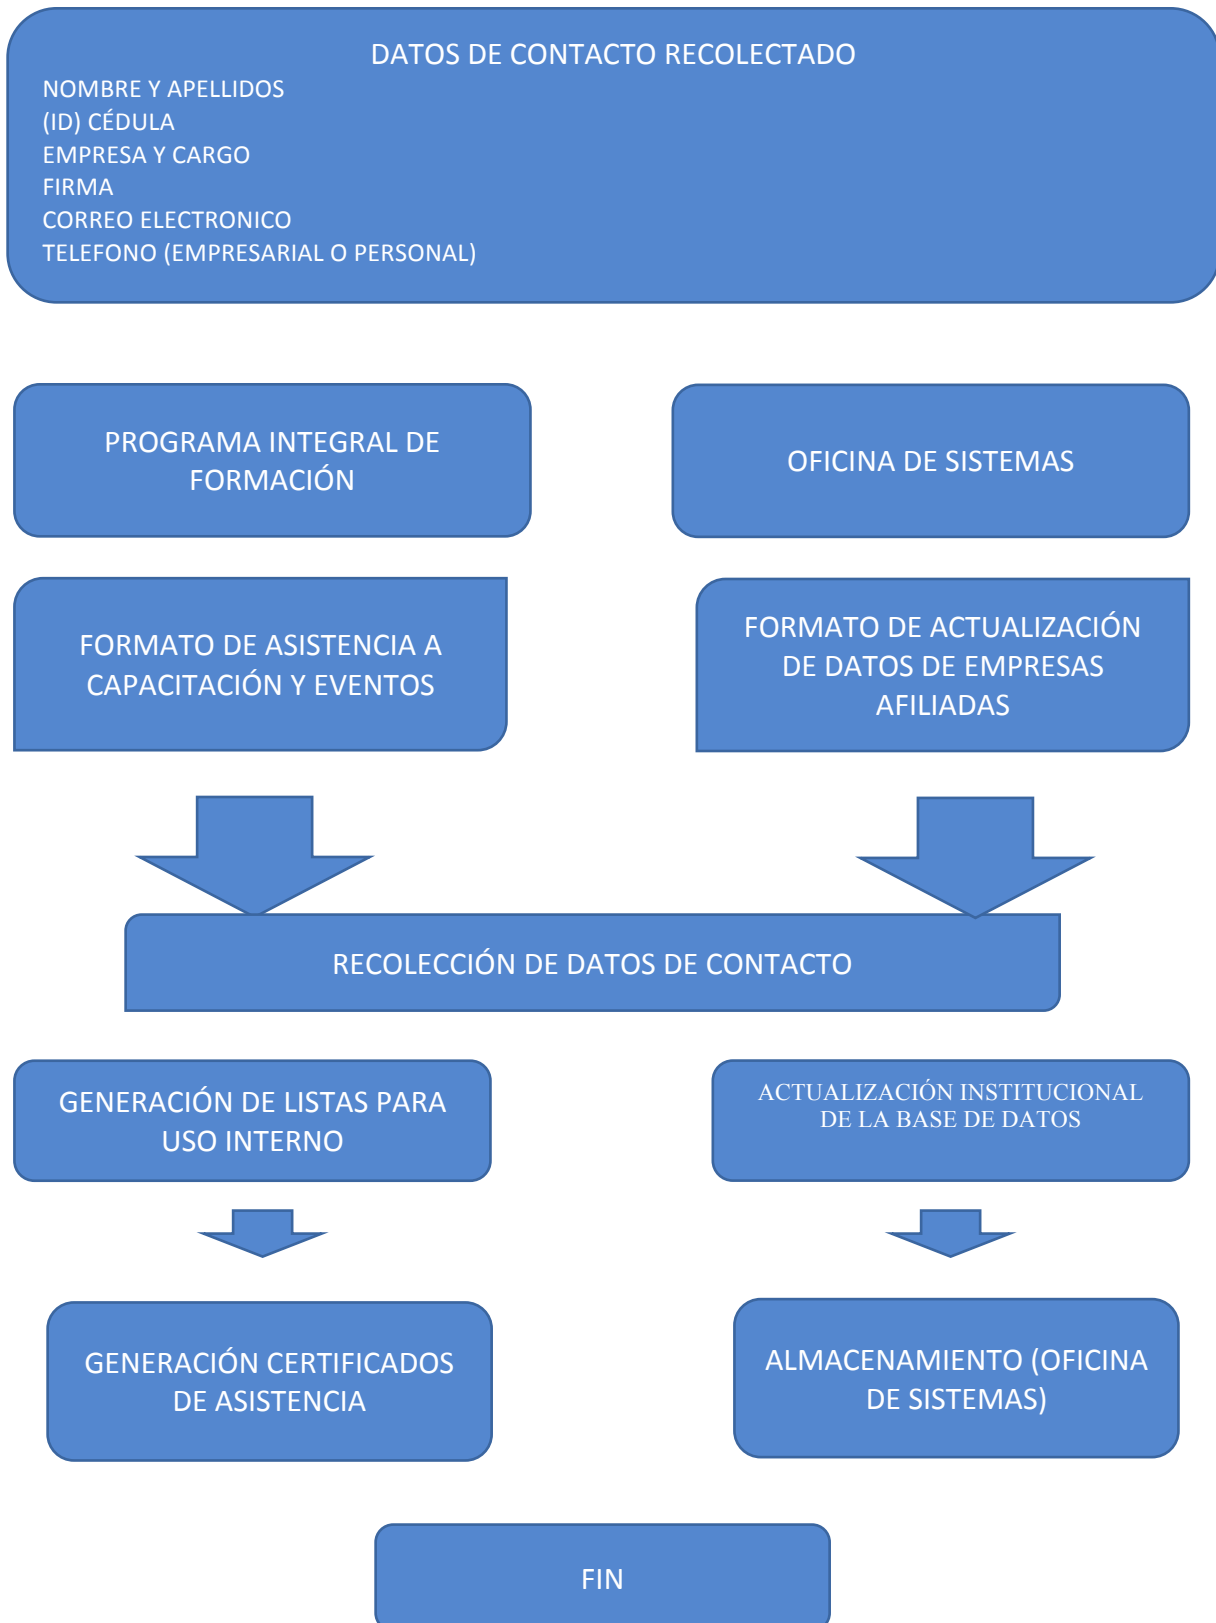 DATOS DE CONTACTO RECOLECTADO
NOMBRE Y APELLIDOS
(ID) CÉDULA
EMPRESA Y CARGO
FIRMA
CORREO ELECTRONICO
TELEFONO (EMPRESARIAL O PERSONAL)
PROGRAMA INTEGRAL DE
FORMACIÓN
OFICINA DE SISTEMAS
FORMATO DE ASISTENCIA A
CAPACITACIÓN Y EVENTOS
FORMATO DE ACTUALIZACIÓN
DE DATOS DE EMPRESAS
AFILIADAS
RECOLECCIÓN DE DATOS DE CONTACTO
GENERACIÓN DE LISTAS PARA
USO INTERNO
ACTUALIZACIÓN INSTITUCIONAL
DE LA BASE DE DATOS
GENERACIÓN CERTIFICADOS
DE ASISTENCIA
ALMACENAMIENTO (OFICINA
DE SISTEMAS)
FIN